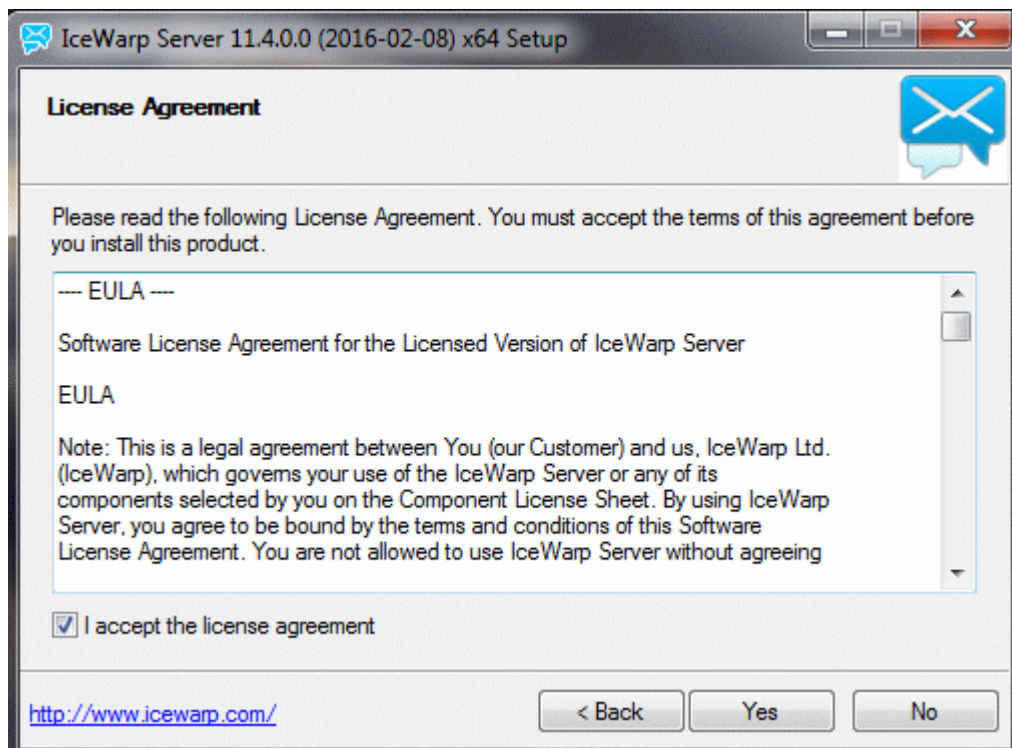 IceWarp Server 11.4.0.0 (2016-02-08) x64 Setup
License Agreement
Please read the following License Agreement. You must accept the terms of this agreement before
you install this product.
---- EULA ----
Software License Agreement for the Licensed Version of IceWarp Server
EULA
Note: This is a legal agreement between You (our Customer) and us, IceWarp Ltd.
(IceWarp), which governs your use of the IceWarp Server or any of its
components selected by you on the Component License Sheet. By using IceWarp
Server, you agree to be bound by the terms and conditions of this Software
License Agreement. You are not allowed to use IceWarp Server without agreeing
I accept the license agreement
http://www.icewarp.com/
< Back
Yes
No